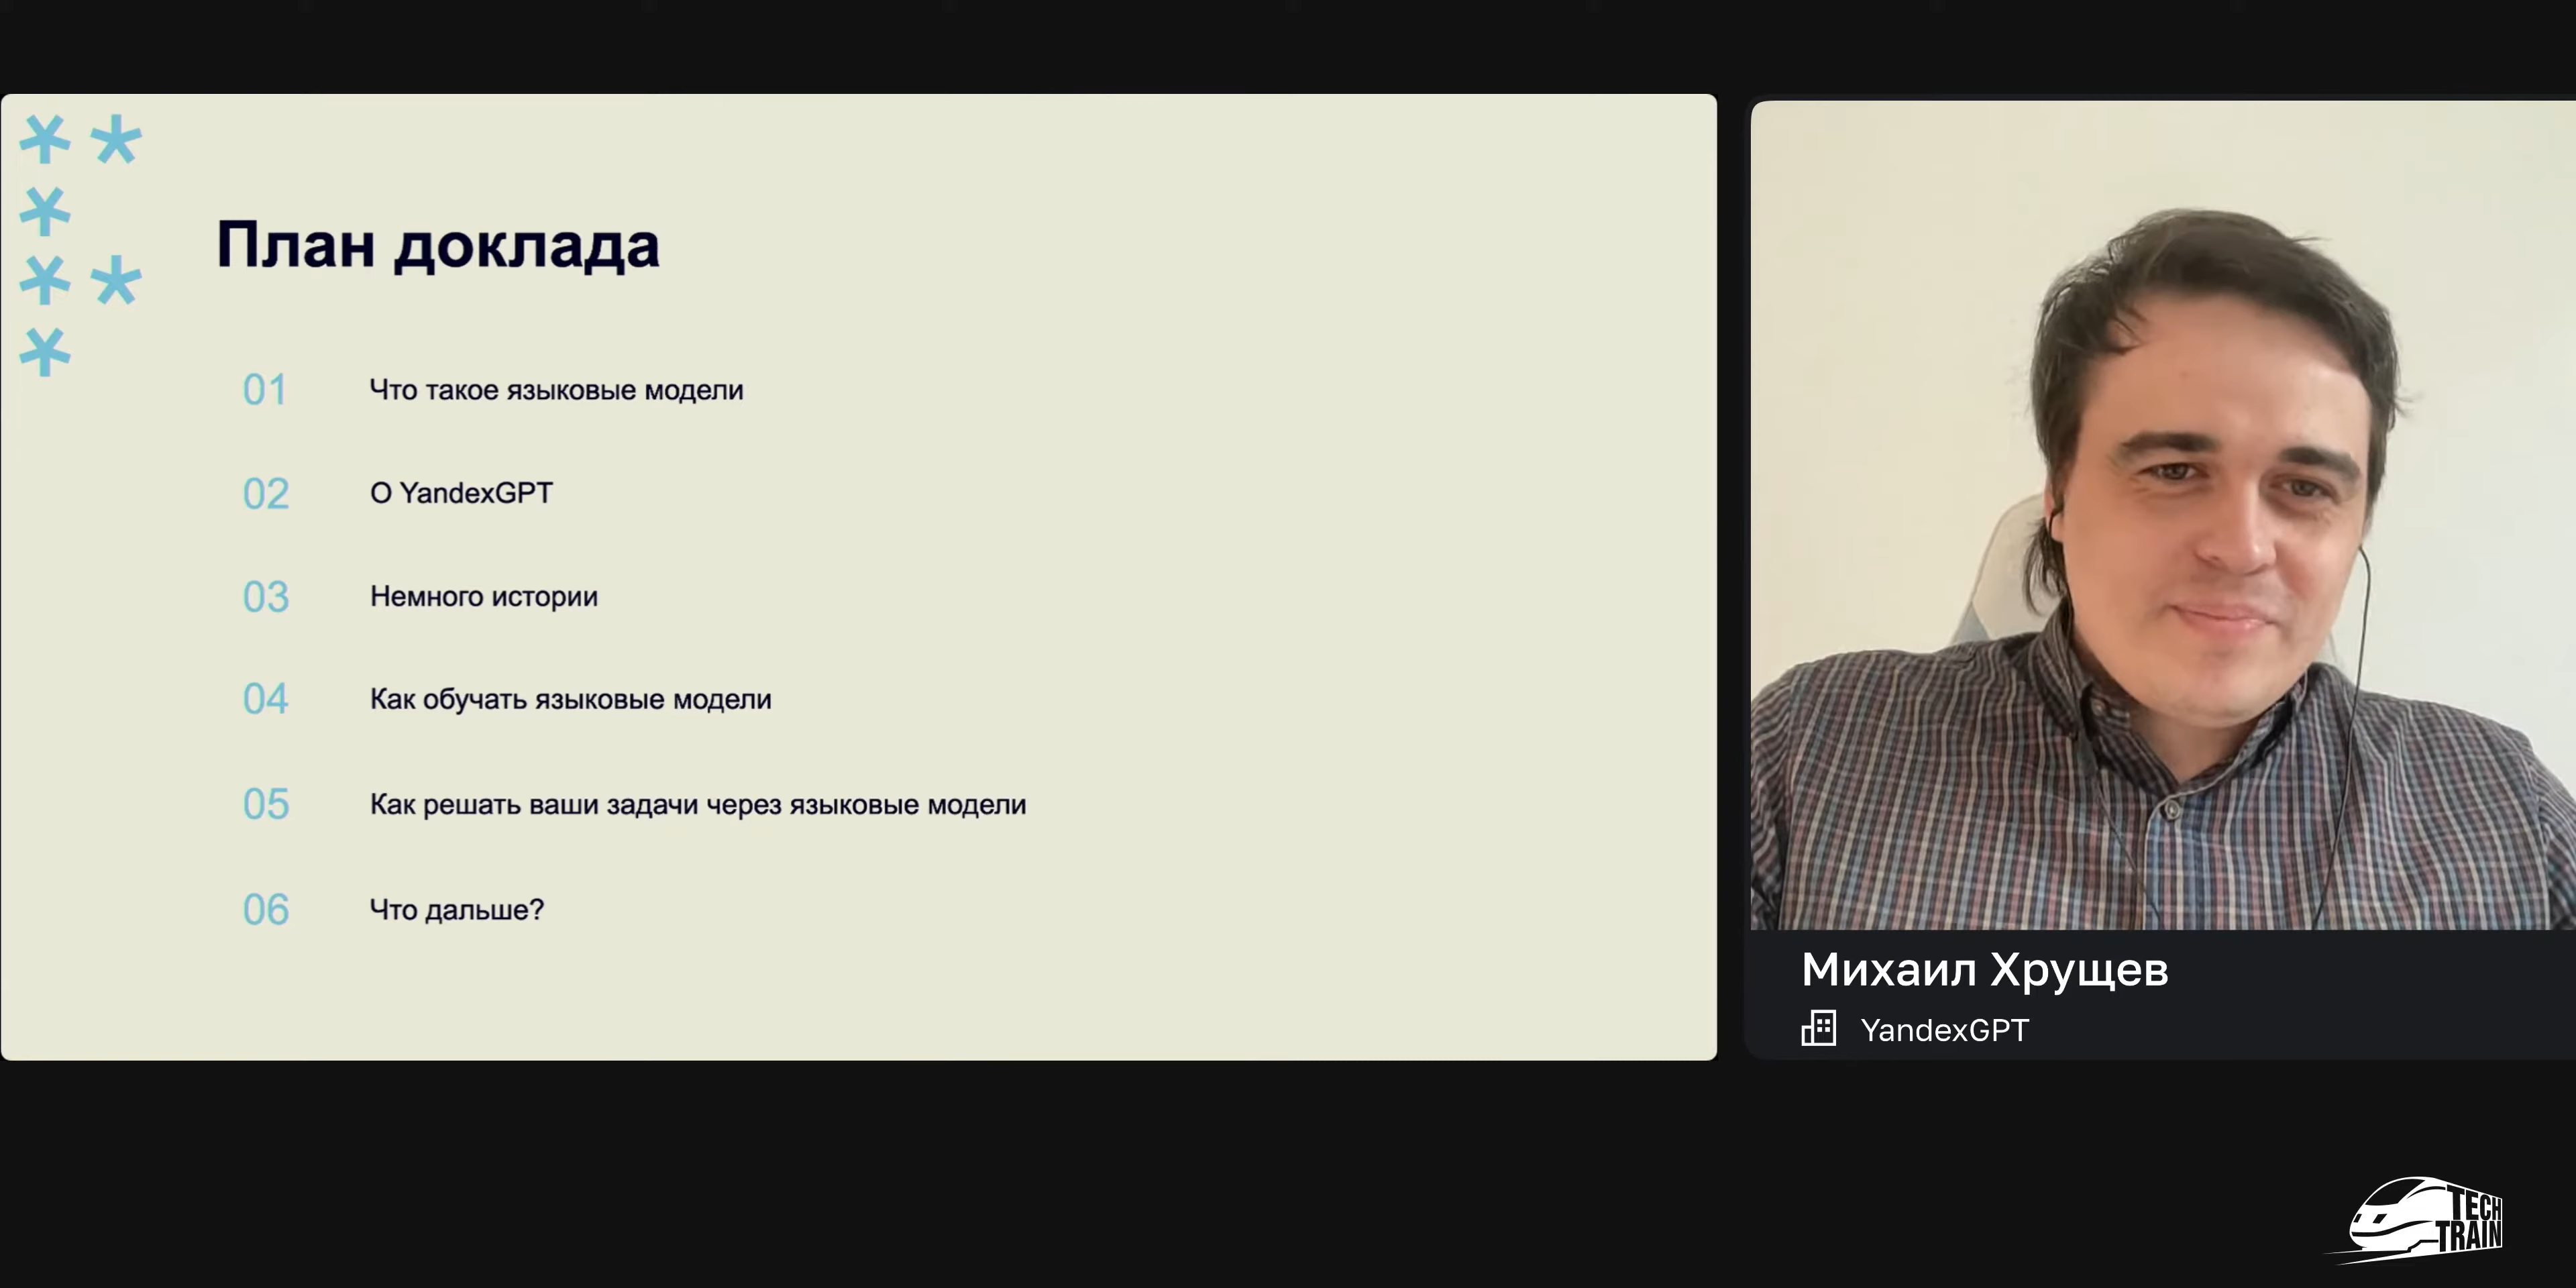 План доклада
01 Что такое языковые модели
02 О YandexGPT
03 Немного истории
04 Как обучать языковые модели
05 Как решать ваши задачи через языковые модели
06 Что дальше?
Михаил Хрущев
YandexGPT
TECH
TRAIN